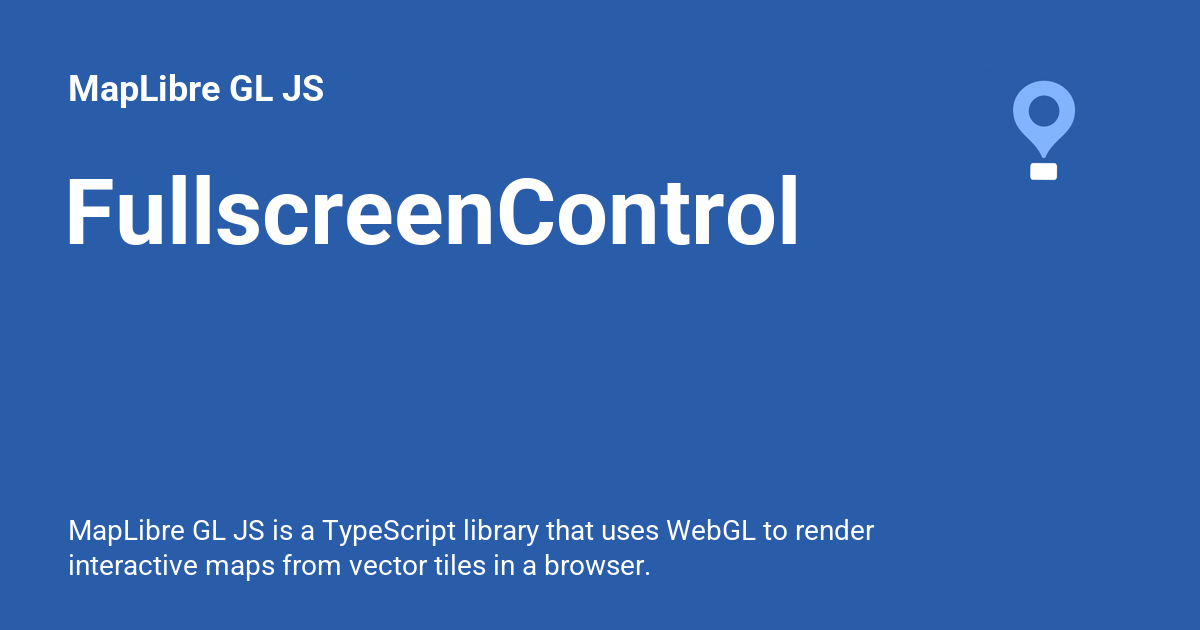 MapLibre GL JS
FullscreenControl
MapLibre GL JS is a TypeScript library that uses WebGL to render
interactive maps from vector tiles in a browser.